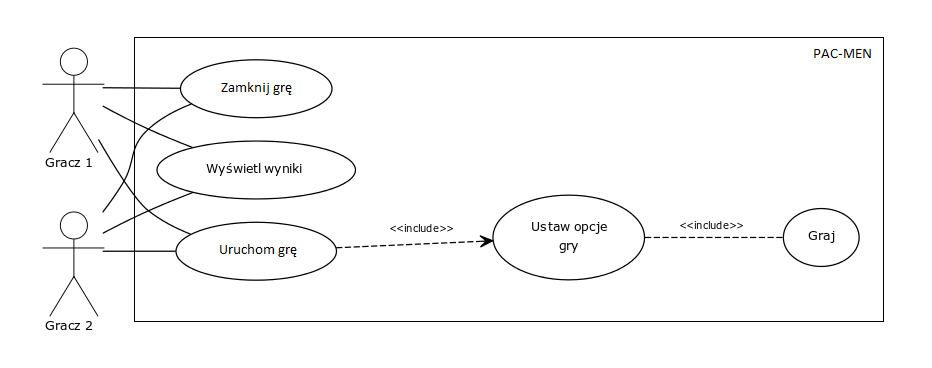 PAC-MEN
Zamknij grę
Gracz 1
Wyświetl wyniki
Uruchom grę
<<include>>
Ustaw opcje
gry
<<include>>
Graj
Gracz 2